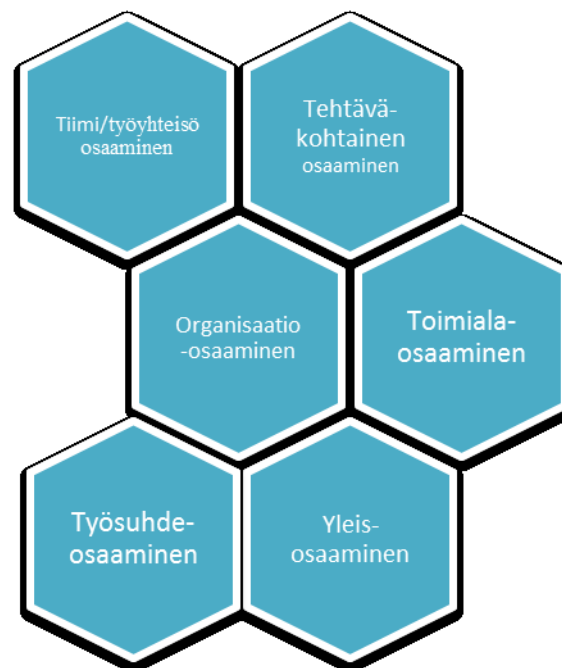 Tiimi/työyhteisö
osaaminen
Tehtävä-
kohtainen
osaaminen
Organisaatio
-osaaminen
Toimiala-
osaaminen
Työsuhde-
osaaminen
Yleis-
osaaminen